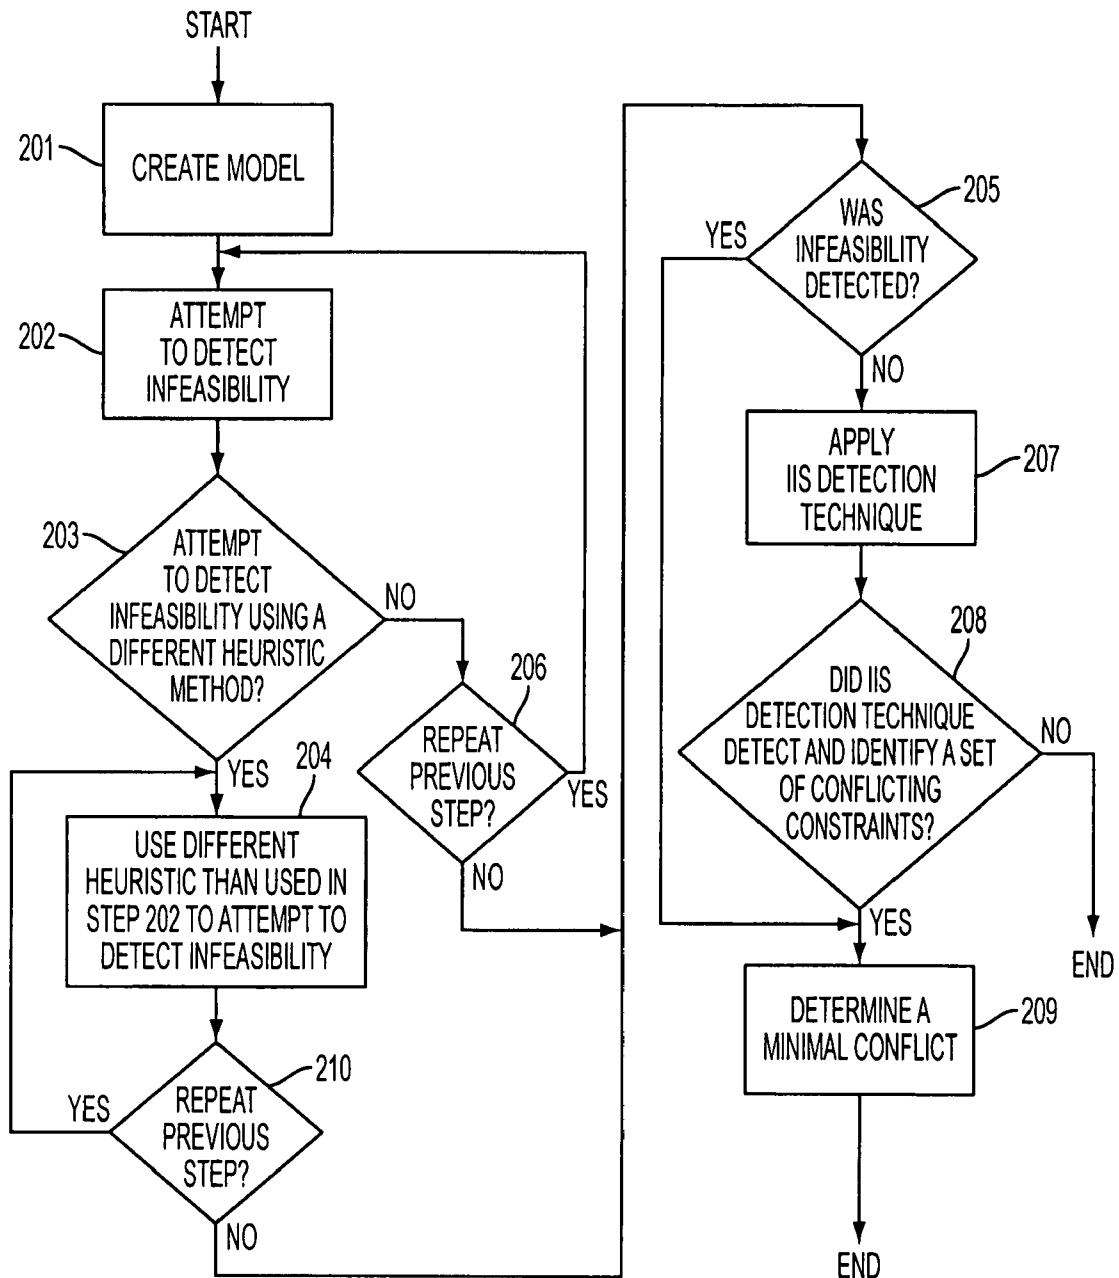 START
201
CREATE MODEL
202
ATTEMPT
TO DETECT
INFEASIBILITY
203
ATTEMPT
TO DETECT
INFEASIBILITY USING A
DIFFERENT HEURISTIC
METHOD?
NO
YES
206
REPEAT
PREVIOUS
STEP?
YES
NO
204
USE DIFFERENT
HEURISTIC THAN USED IN
STEP 202 TO ATTEMPT TO
DETECT INFEASIBILITY
210
REPEAT
PREVIOUS
STEP?
YES
NO
205
WAS
INFEASIBILITY
DETECTED?
YES
NO
207
APPLY
IIS DETECTION
TECHNIQUE
208
DID IIS
DETECTION TECHNIQUE
DETECT AND IDENTIFY A SET
OF CONFLICTING
CONSTRAINTS?
NO
END
YES
209
DETERMINE A
MINIMAL CONFLICT
END